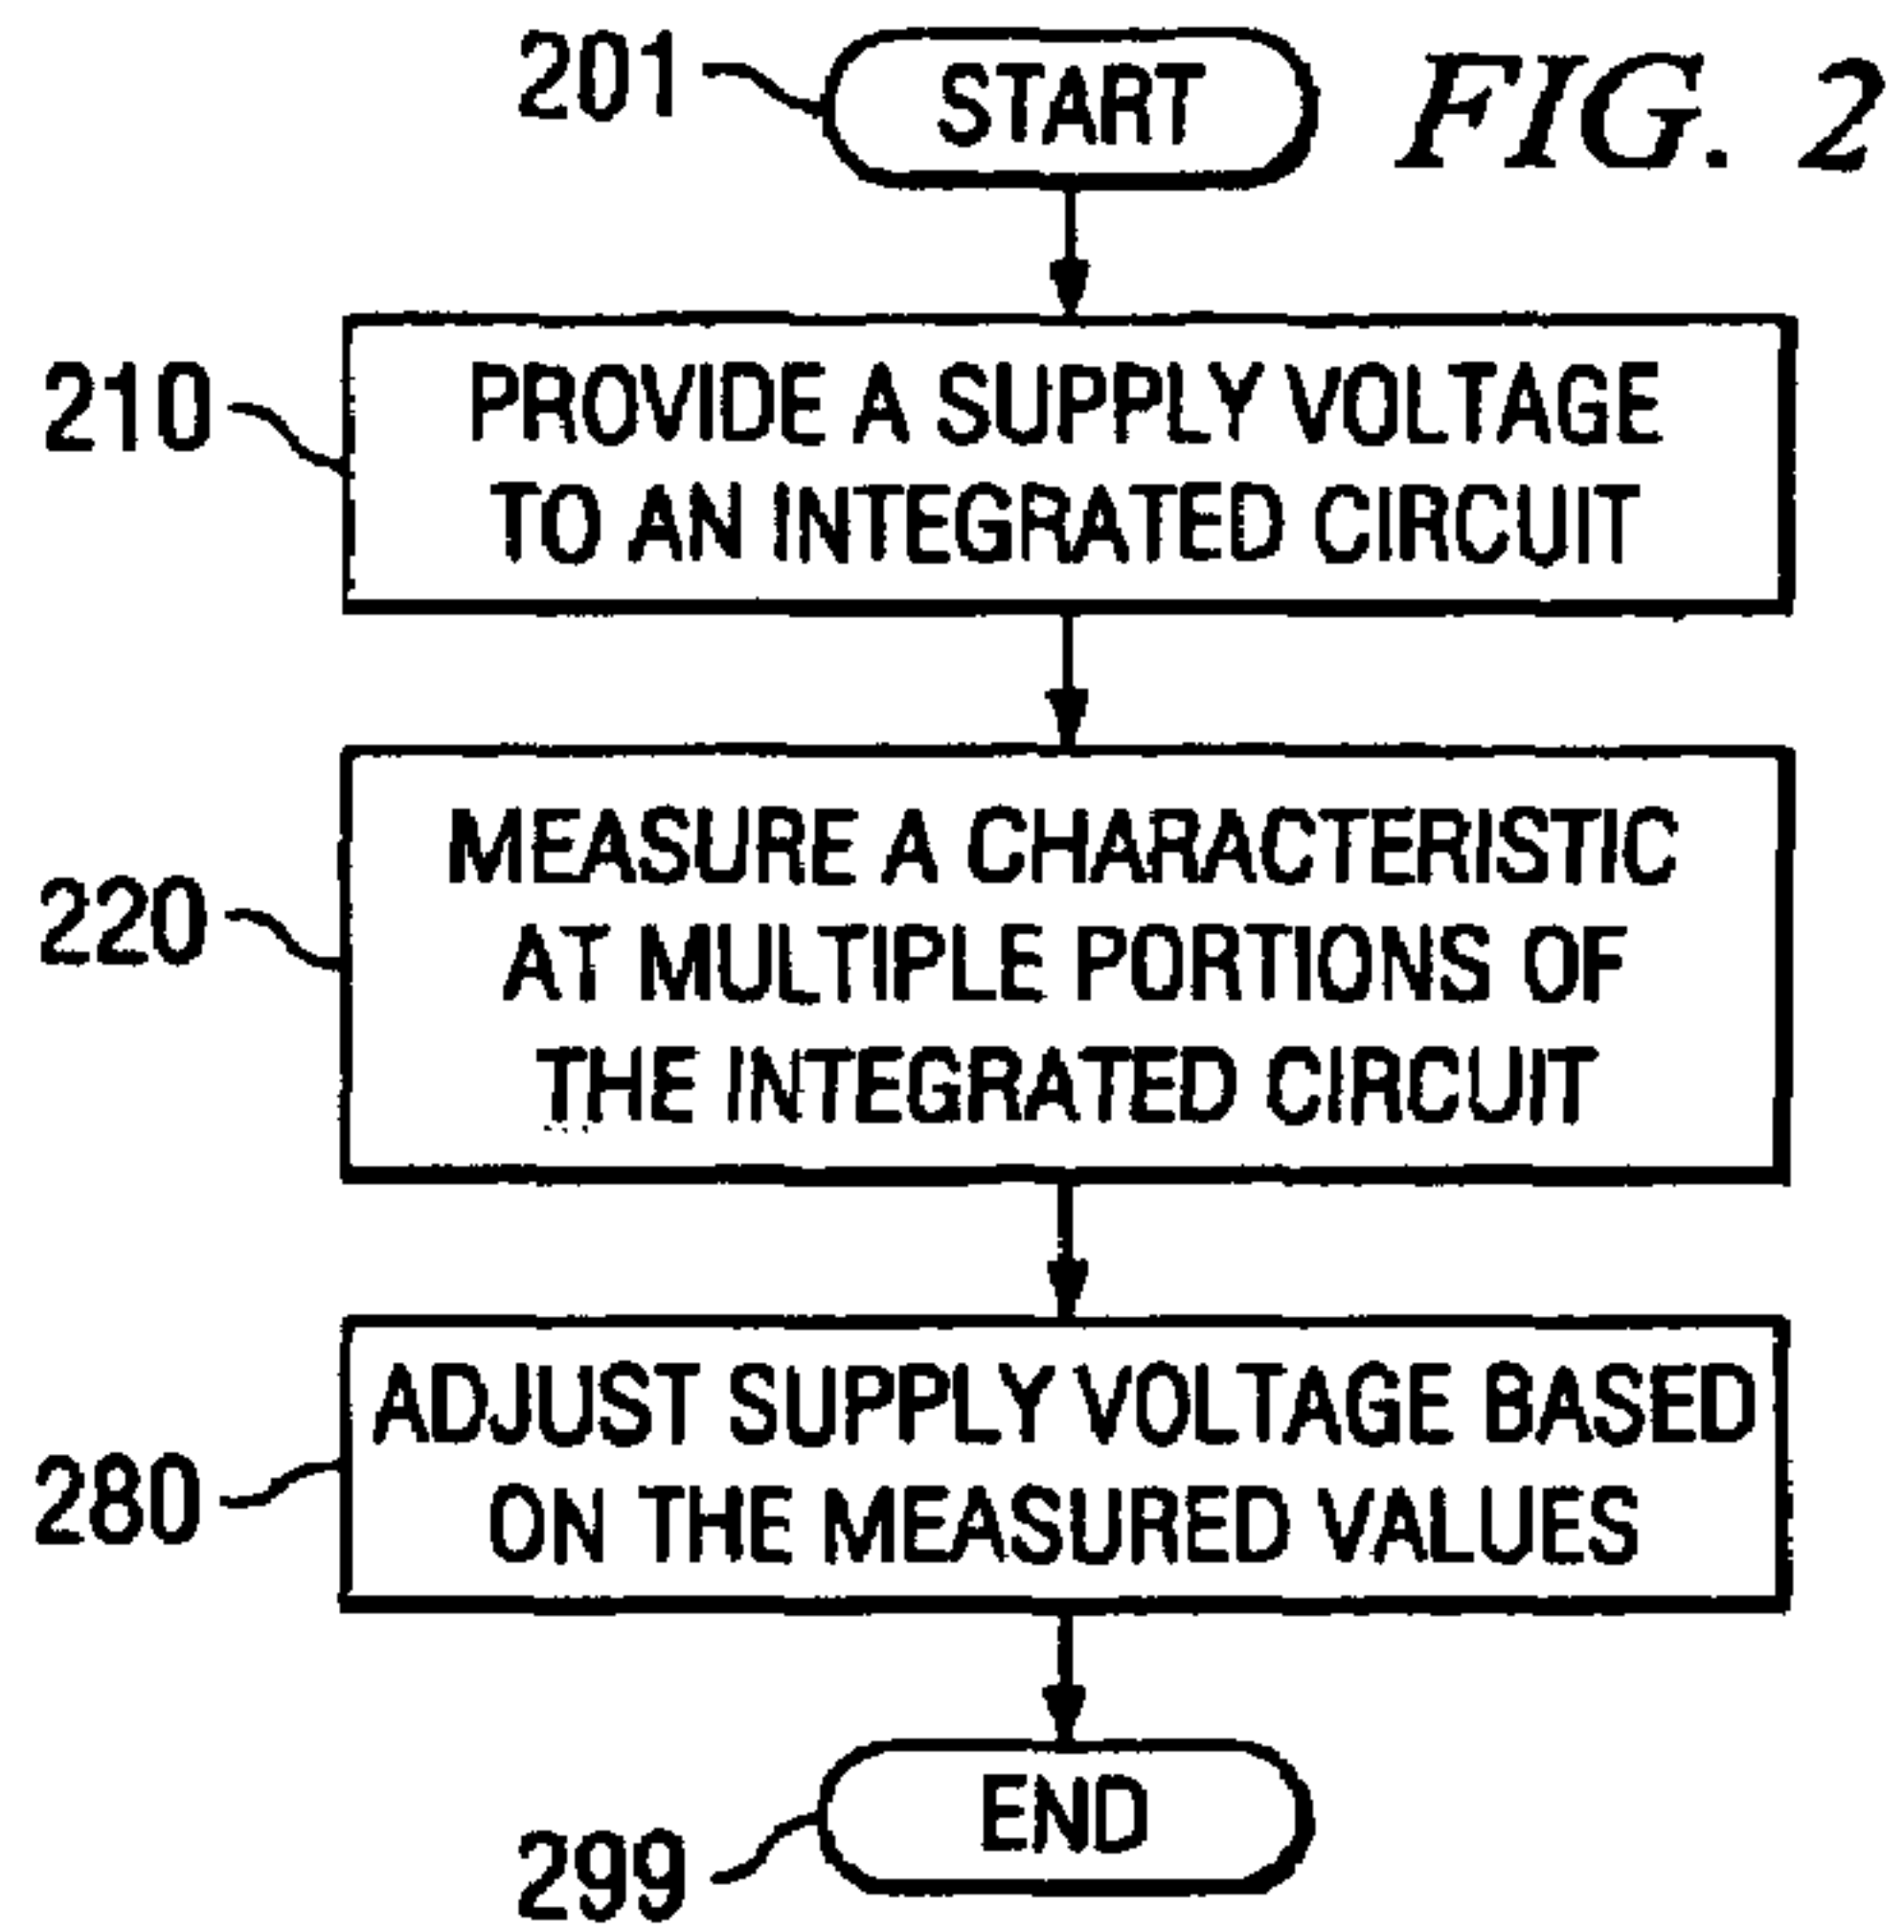 201
START
FIG. 2
210
PROVIDE A SUPPLY VOLTAGE
TO AN INTEGRATED CIRCUIT
220
MEASURE A CHARACTERISTIC
AT MULTIPLE PORTIONS OF
THE INTEGRATED CIRCUIT
280
ADJUST SUPPLY VOLTAGE BASED
ON THE MEASURED VALUES
END
299